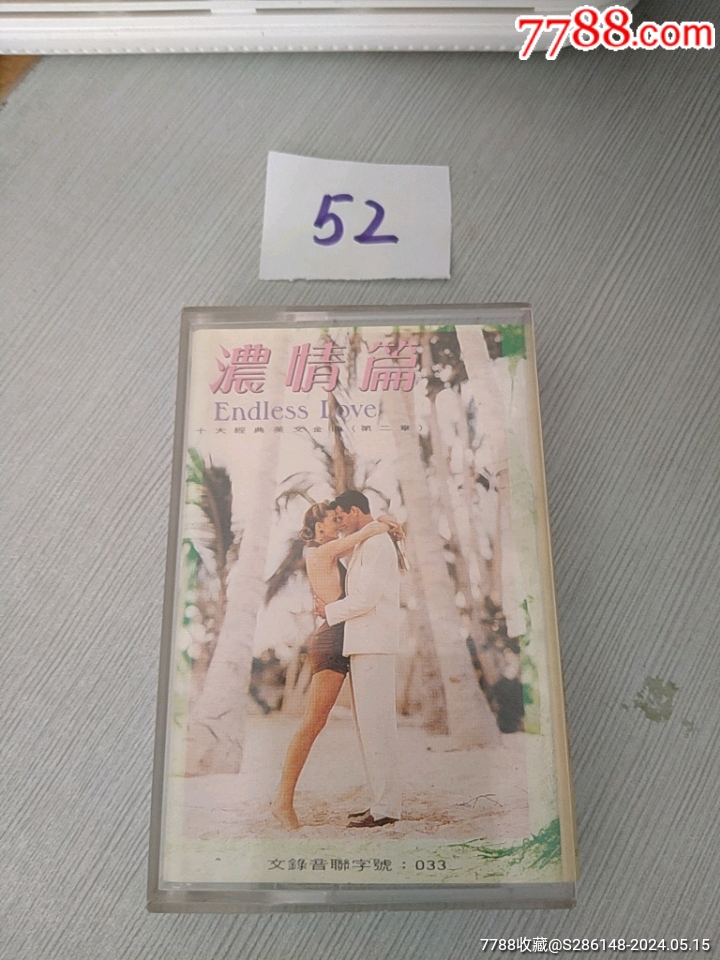 7788.com
52
濃情篇
Endless Love
十大經典英文金曲(第二章)
文錄音聯字號：033
7788收藏@S286148-2024.05.15